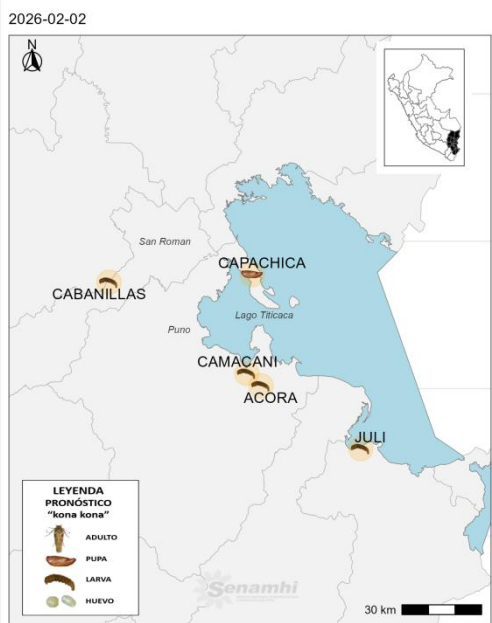 2026-02-02
N
San Roman
CAPACHICA
CABANILLAS
Lago Titicaca
Puno
CAMACANI
ACORA
JULI
LEYENDA
PRONÓSTICO
"kona kona"
ADULTO
PUPA
LARVA
HUEVO
Senamhi
30 km